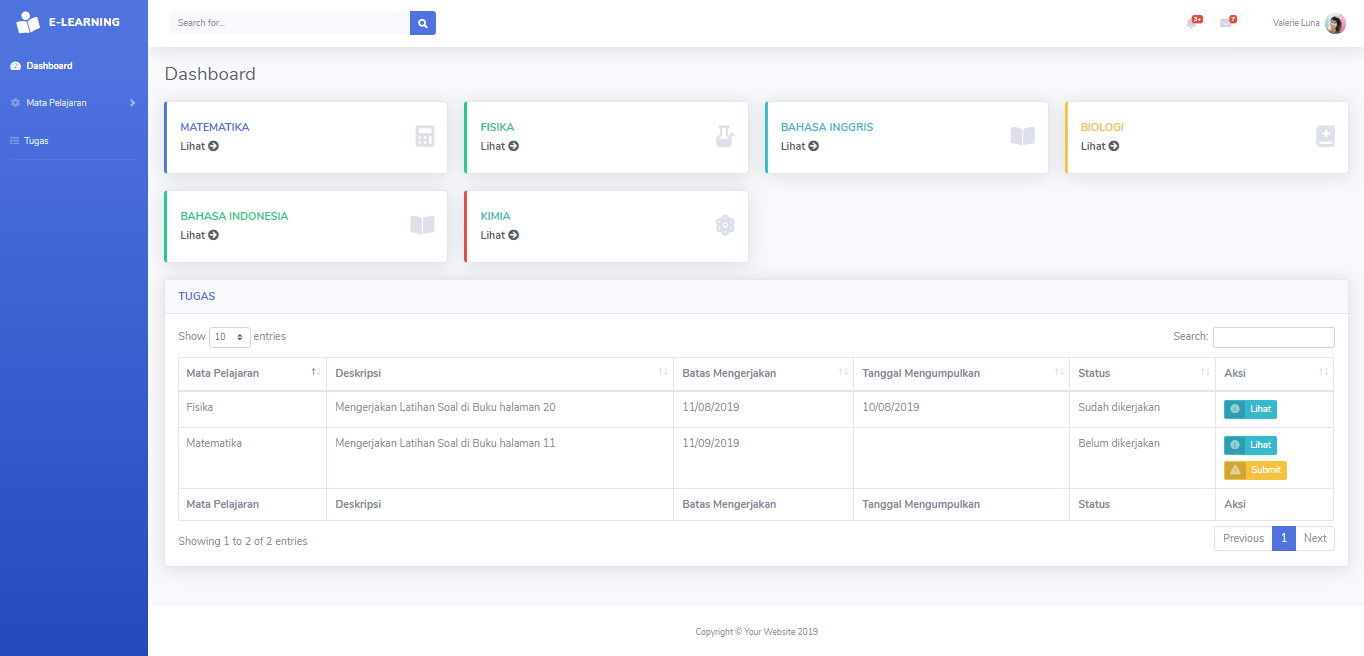 E-LEARNING
Search for...
3+
7
Valerie Luna
Dashboard
Mata Pelajaran
Tugas
Dashboard
MATEMATIKA
Lihat
FISIKA
Lihat
BAHASA INGGRIS
Lihat
BIOLOGI
Lihat
BAHASA INDONESIA
Lihat
KIMIA
Lihat
TUGAS
Show 10 entries
Search:
Mata Pelajaran Deskripsi Batas Mengerjakan Tanggal Mengumpulkan Status Aksi
Fisika Mengerjakan Latihan Soal di Buku halaman 20 11/08/2019 10/08/2019 Sudah dikerjakan Lihat
Matematika Mengerjakan Latihan Soal di Buku halaman 11 11/09/2019 Belum dikerjakan Lihat
Submit
Mata Pelajaran Deskripsi Batas Mengerjakan Tanggal Mengumpulkan Status Aksi
Showing 1 to 2 of 2 entries
Previous 1 Next
Copyright © Your Website 2019